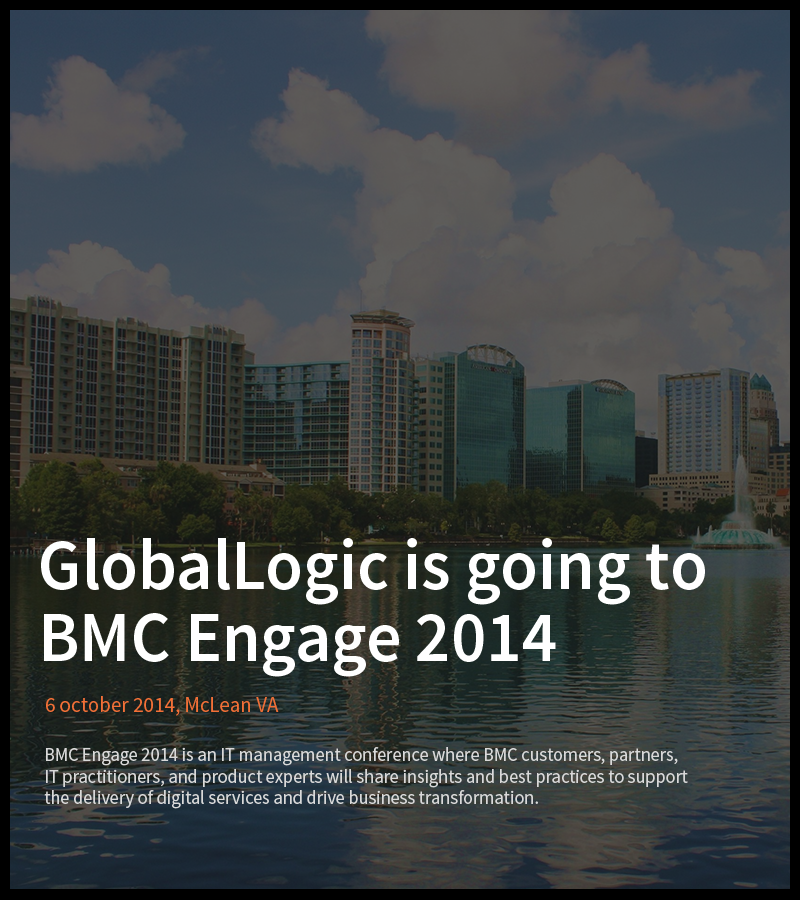 GlobalLogic is going to
BMC Engage 2014
6 october 2014, McLean VA
BMC Engage 2014 is an IT management conference where BMC customers, partners,
IT practitioners, and product experts will share insights and best practices to support
the delivery of digital services and drive business transformation.